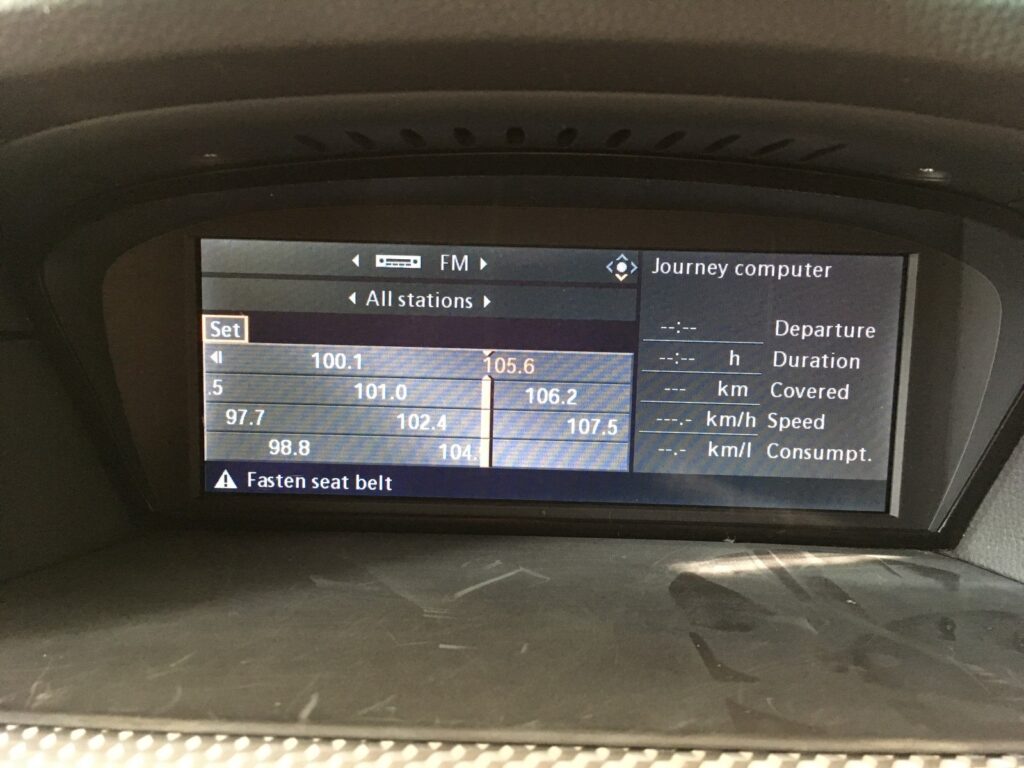 FM
All stations
Set
100.1 105.6
.5 101.0 106.2
97.7 102.4 107.5
98.8 104.
Fasten seat belt
Journey computer
--:-- Departure
--:-- h Duration
--- km Covered
---.- km/h Speed
--.- km/l Consumpt.